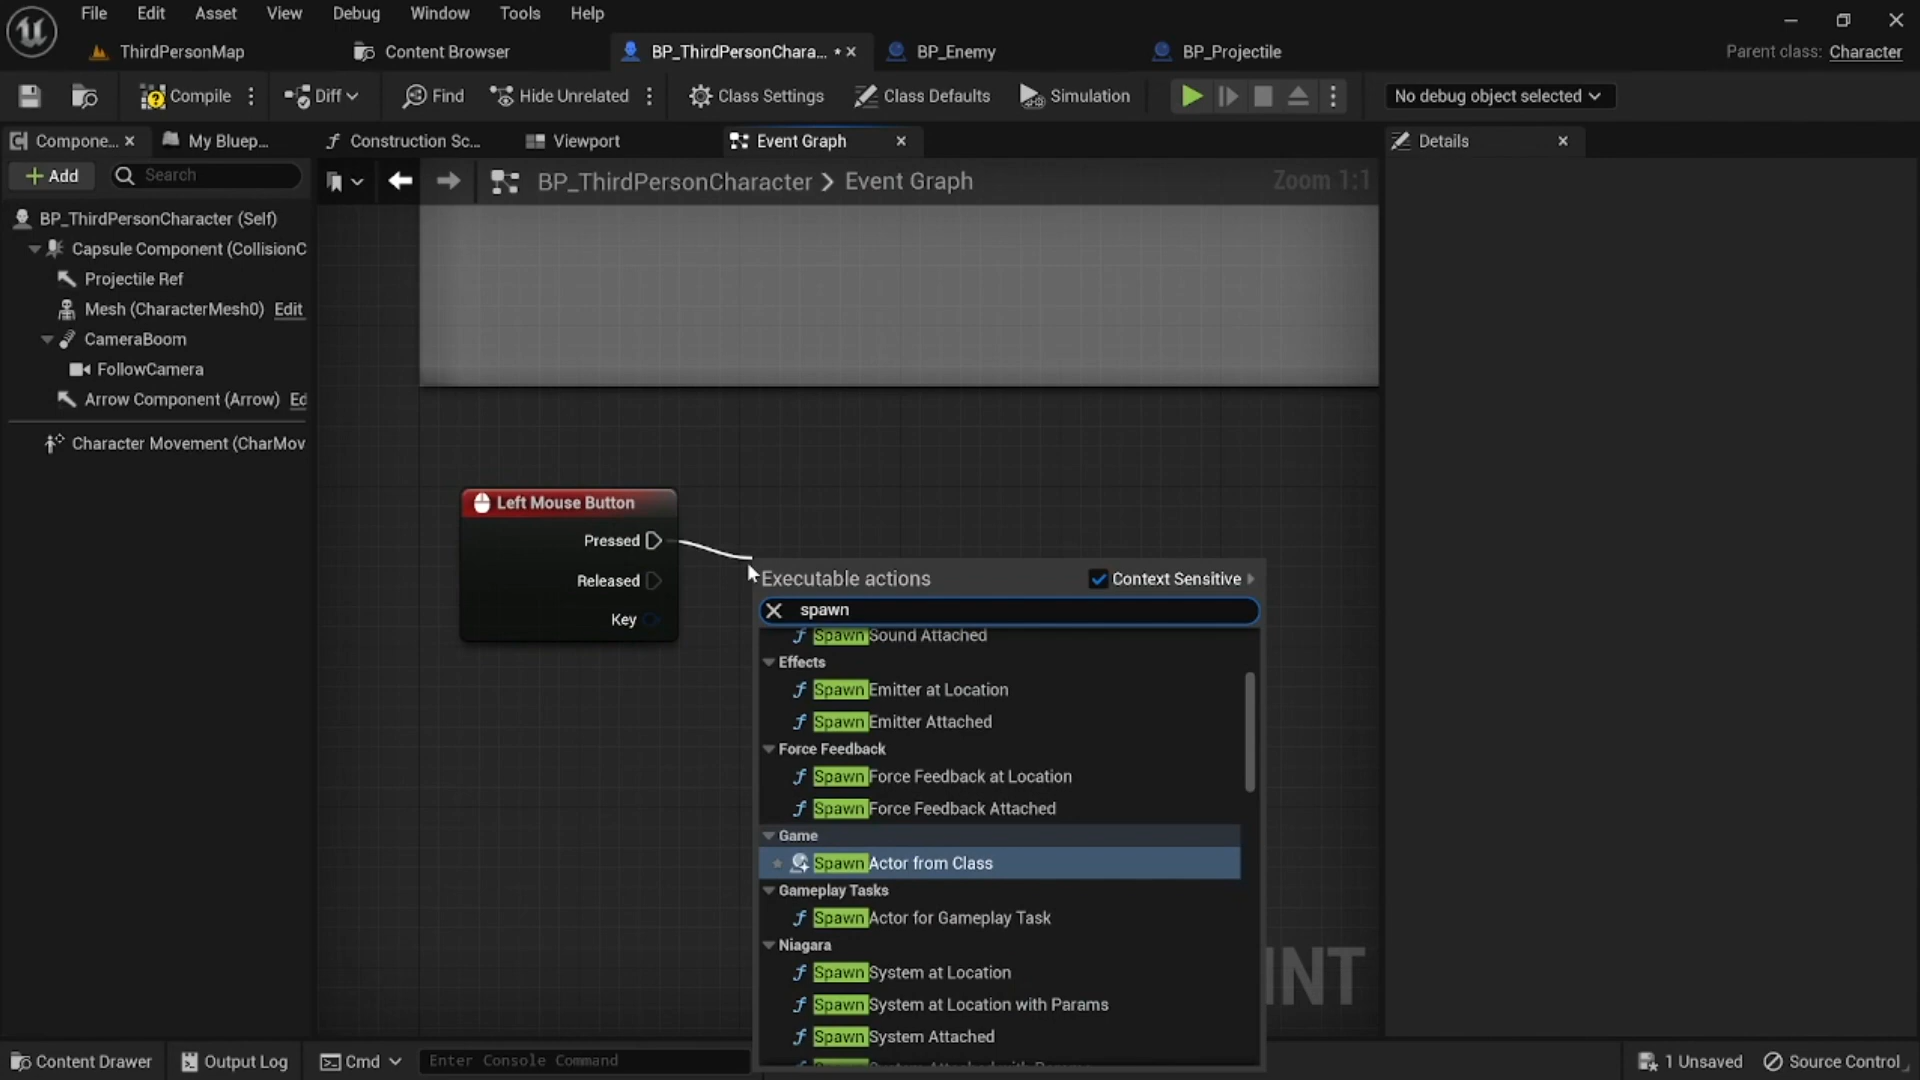 File Edit Asset View Debug Window Tools Help
ThirdPersonMap Content Browser BP_ThirdPersonChara... BP_Enemy BP_Projectile Parent class: Character
Compile Diff Find Hide Unrelated Class Settings Class Defaults Simulation No debug object selected
Compone... My Bluep... Construction Sc... Viewport Event Graph Details
+ Add Search BP_ThirdPersonCharacter > Event Graph Zoom 1:1
BP_ThirdPersonCharacter (Self)
Capsule Component (CollisionC
Projectile Ref
Mesh (CharacterMesh0) Edit
CameraBoom
FollowCamera
Arrow Component (Arrow) Ed
Character Movement (CharMov
Left Mouse Button
Pressed
Released
Key
Executable actions Context Sensitive
spawn
Spawn Sound Attached
Effects
Spawn Emitter at Location
Spawn Emitter Attached
Force Feedback
Spawn Force Feedback at Location
Spawn Force Feedback Attached
Game
Spawn Actor from Class
Gameplay Tasks
Spawn Actor for Gameplay Task
Niagara
Spawn System at Location
Spawn System at Location with Params
Spawn System Attached
INT
Content Drawer Output Log Cmd Enter Console Command 1 Unsaved Source Control